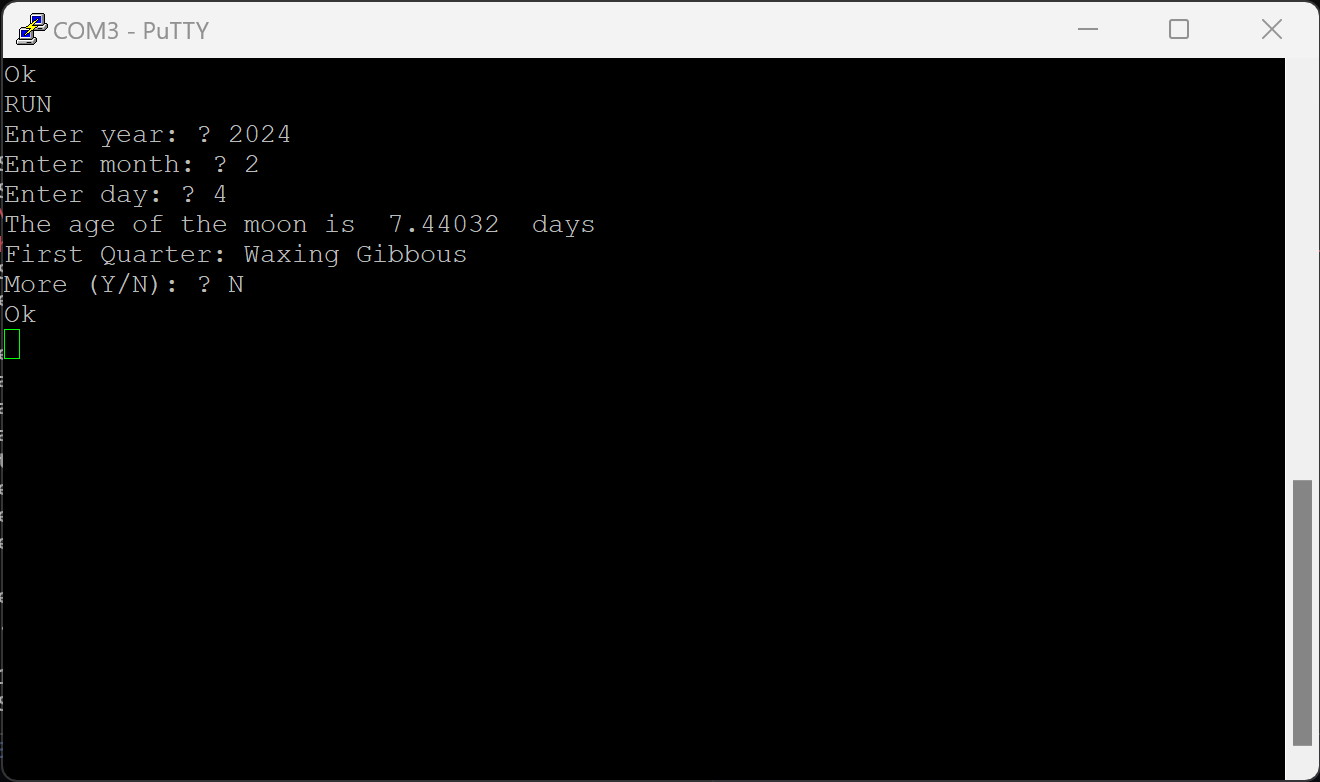 COM3 - PuTTY
Ok
RUN
Enter year: ? 2024
Enter month: ? 2
Enter day: ? 4
The age of the moon is  7.44032  days
First Quarter: Waxing Gibbous
More (Y/N): ? N
Ok